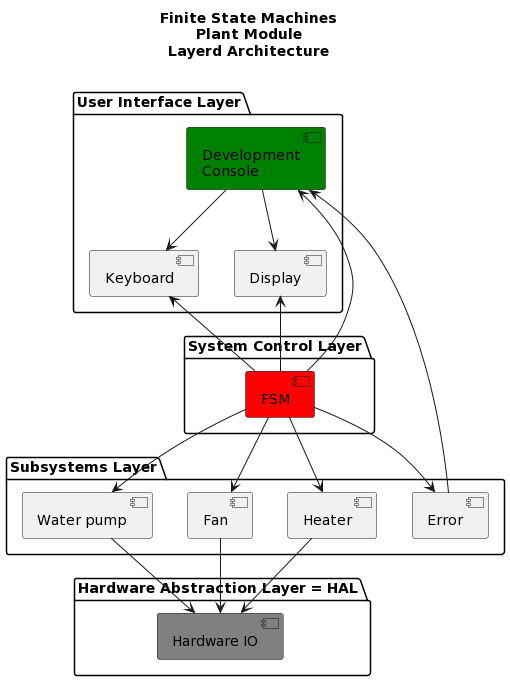 Finite State Machines
Plant Module
Layerd Architecture
User Interface Layer
Development
Console
Keyboard
Display
System Control Layer
FSM
Subsystems Layer
Water pump
Fan
Heater
Error
Hardware Abstraction Layer = HAL
Hardware IO